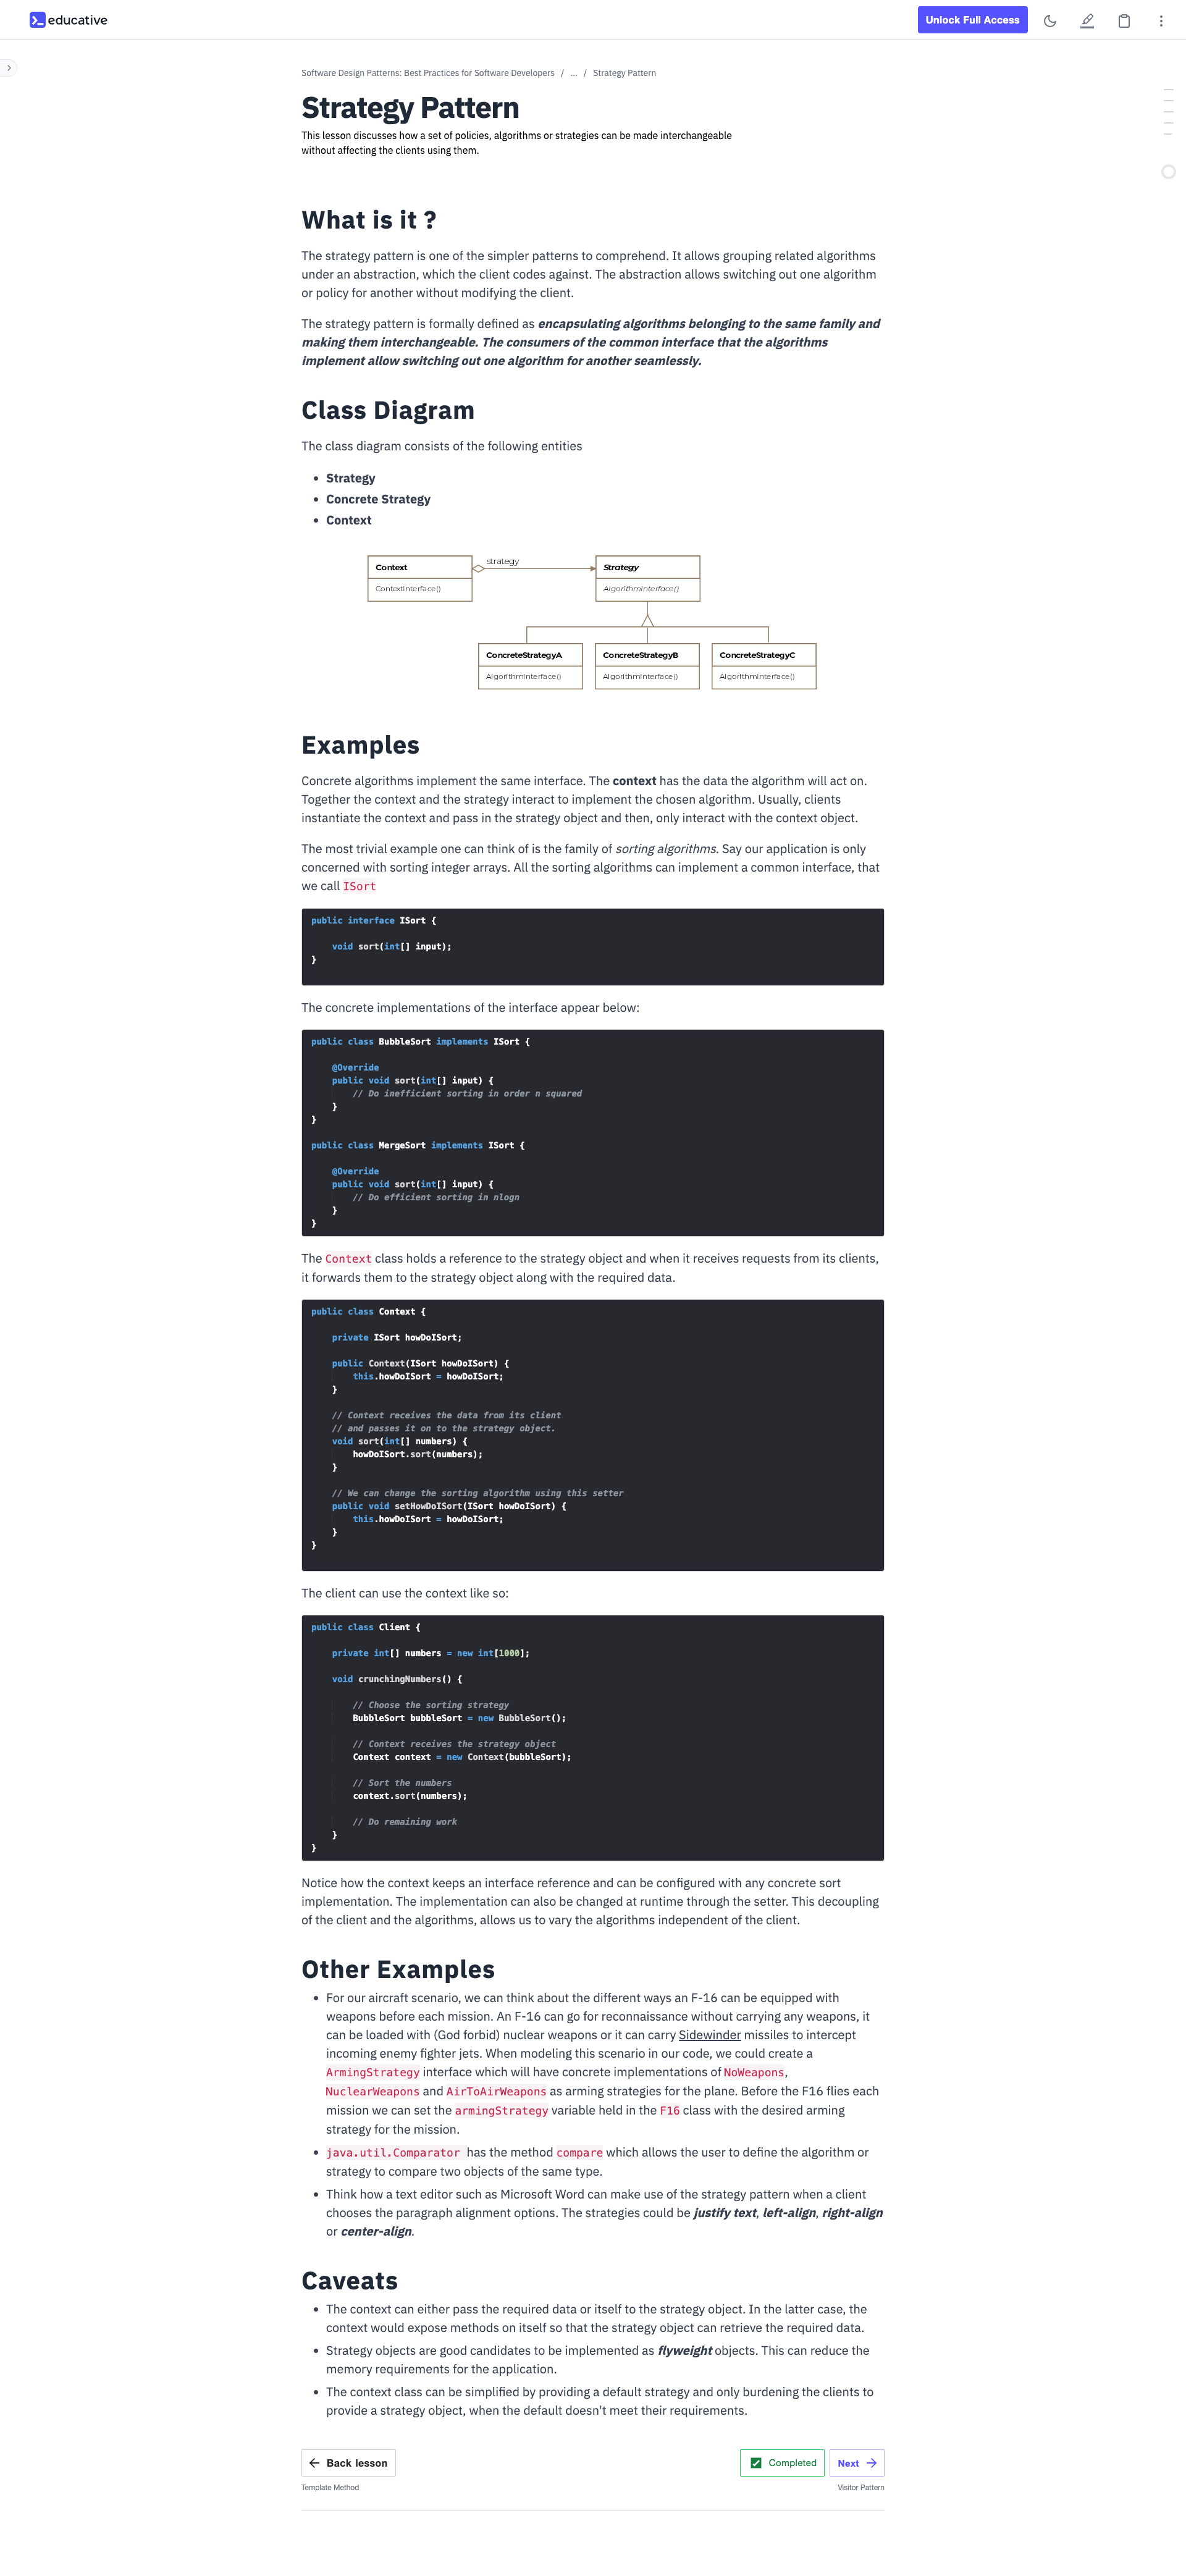 educative
Unlock Full Access
Software Design Patterns: Best Practices for Software Developers / ... / Strategy Pattern
Strategy Pattern
This lesson discusses how a set of policies, algorithms or strategies can be made interchangeable
without affecting the clients using them.
What is it ?
The strategy pattern is one of the simpler patterns to comprehend. It allows grouping related algorithms
under an abstraction, which the client codes against. The abstraction allows switching out one algorithm
or policy for another without modifying the client.
The strategy pattern is formally defined as encapsulating algorithms belonging to the same family and
making them interchangeable. The consumers of the common interface that the algorithms
implement allow switching out one algorithm for another seamlessly.
Class Diagram
The class diagram consists of the following entities
• Strategy
• Concrete Strategy
• Context
strategy
Context
Strategy
ContextInterface()
AlgorithmInterface()
ConcreteStrategyA
ConcreteStrategyB
ConcreteStrategyC
AlgorithmInterface()
AlgorithmInterface()
AlgorithmInterface()
Examples
Concrete algorithms implement the same interface. The context has the data the algorithm will act on.
Together the context and the strategy interact to implement the chosen algorithm. Usually, clients
instantiate the context and pass in the strategy object and then, only interact with the context object.
The most trivial example one can think of is the family of sorting algorithms. Say our application is only
concerned with sorting integer arrays. All the sorting algorithms can implement a common interface, that
we call ISort
public interface ISort {
void sort(int[] input);
}
The concrete implementations of the interface appear below:
public class BubbleSort implements ISort {
@Override
public void sort(int[] input) {
// Do inefficient sorting in order n squared
}
}
public class MergeSort implements ISort {
@Override
public void sort(int[] input) {
// Do efficient sorting in nlogn
}
}
The Context class holds a reference to the strategy object and when it receives requests from its clients,
it forwards them to the strategy object along with the required data.
public class Context {
private ISort howDoISort;
public Context(ISort howDoISort) {
this.howDoISort = howDoISort;
}
// Context receives the data from its client
// and passes it on to the strategy object.
void sort(int[] numbers) {
howDoISort.sort(numbers);
}
// We can change the sorting algorithm using this setter
public void setHowDoISort(ISort howDoISort) {
this.howDoISort = howDoISort;
}
}
The client can use the context like so:
public class Client {
private int[] numbers = new int[1000];
void crunchingNumbers() {
// Choose the sorting strategy
BubbleSort bubbleSort = new BubbleSort();
// Context receives the strategy object
Context context = new Context(bubbleSort);
// Sort the numbers
context.sort(numbers);
// Do remaining work
}
}
Notice how the context keeps an interface reference and can be configured with any concrete sort
implementation. The implementation can also be changed at runtime through the setter. This decoupling
of the client and the algorithms, allows us to vary the algorithms independent of the client.
Other Examples
• For our aircraft scenario, we can think about the different ways an F-16 can be equipped with
weapons before each mission. An F-16 can go for reconnaissance without carrying any weapons, it
can be loaded with (God forbid) nuclear weapons or it can carry Sidewinder missiles to intercept
incoming enemy fighter jets. When modeling this scenario in our code, we could create a
ArmingStrategy interface which will have concrete implementations of NoWeapons,
NuclearWeapons and AirToAirWeapons as arming strategies for the plane. Before the F16 flies each
mission we can set the armingStrategy variable held in the F16 class with the desired arming
strategy for the mission.
• java.util.Comparator has the method compare which allows the user to define the algorithm or
strategy to compare two objects of the same type.
• Think how a text editor such as Microsoft Word can make use of the strategy pattern when a client
chooses the paragraph alignment options. The strategies could be justify text, left-align, right-align
or center-align.
Caveats
• The context can either pass the required data or itself to the strategy object. In the latter case, the
context would expose methods on itself so that the strategy object can retrieve the required data.
• Strategy objects are good candidates to be implemented as flyweight objects. This can reduce the
memory requirements for the application.
• The context class can be simplified by providing a default strategy and only burdening the clients to
provide a strategy object, when the default doesn't meet their requirements.
← Back lesson
Completed
Next →
Template Method
Visitor Pattern